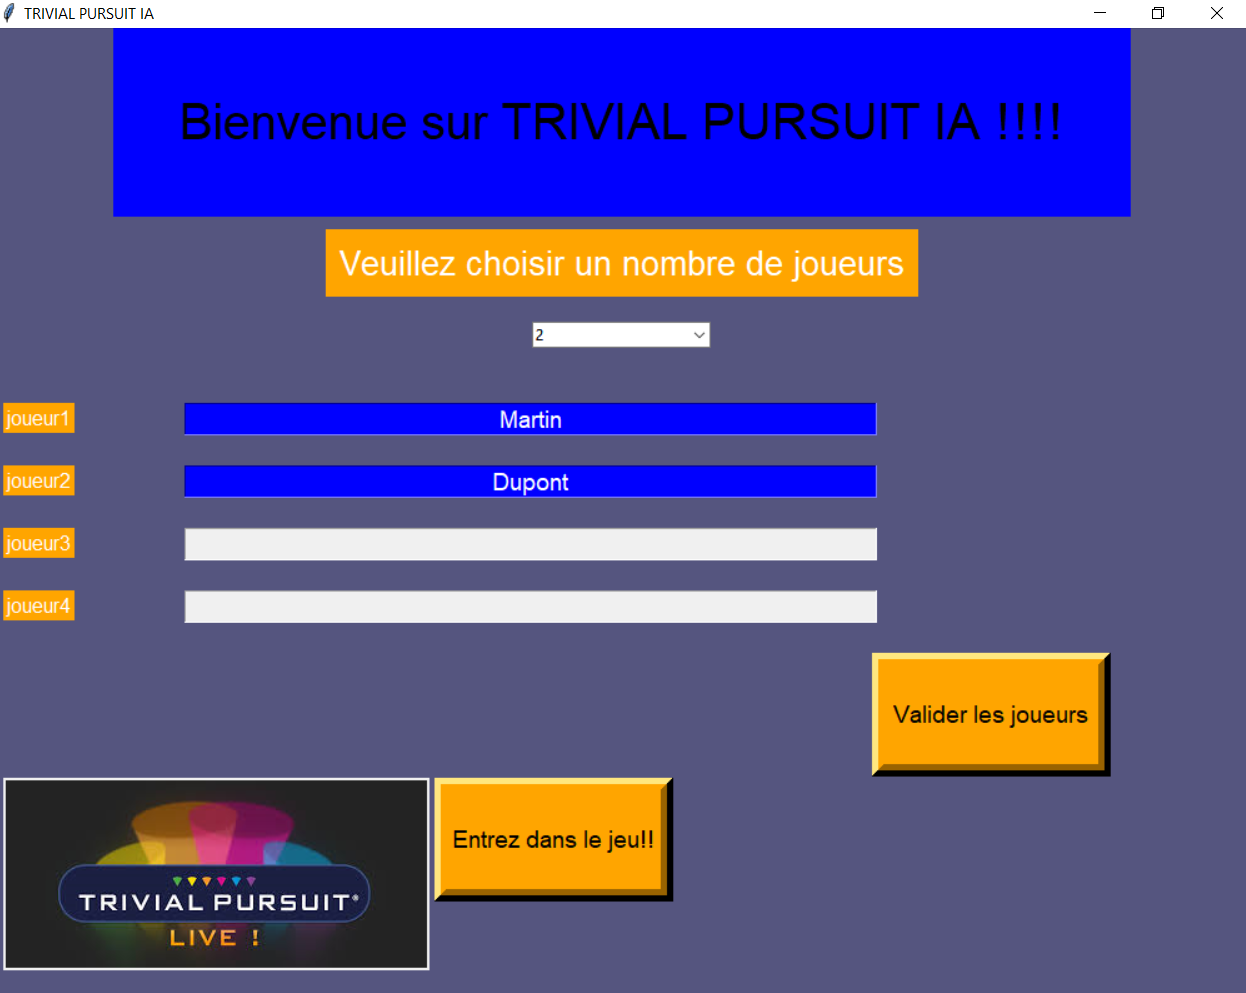 TRIVIAL PURSUIT IA
Bienvenue sur TRIVIAL PURSUIT IA !!!!
Veuillez choisir un nombre de joueurs
2
joueur1
Martin
joueur2
Dupont
joueur3
joueur4
Valider les joueurs
Entrez dans le jeu!!
TRIVIAL PURSUIT®
LIVE !